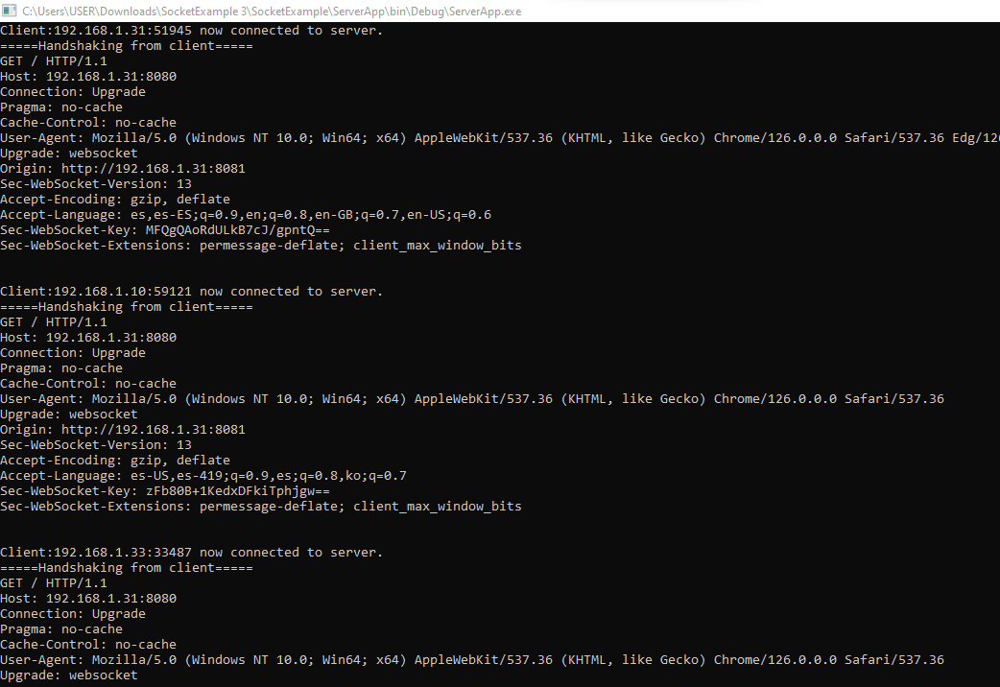 C:\Users\USER\Downloads\SocketExample 3\SocketExample\ServerApp\bin\Debug\ServerApp.exe
Client:192.168.1.31:51945 now connected to server.
=====Handshaking from client=====
GET / HTTP/1.1
Host: 192.168.1.31:8080
Connection: Upgrade
Pragma: no-cache
Cache-Control: no-cache
User-Agent: Mozilla/5.0 (Windows NT 10.0; Win64; x64) AppleWebKit/537.36 (KHTML, like Gecko) Chrome/126.0.0.0 Safari/537.36 Edg/126
Upgrade: websocket
Origin: http://192.168.1.31:8081
Sec-WebSocket-Version: 13
Accept-Encoding: gzip, deflate
Accept-Language: es,es-ES;q=0.9,en;q=0.8,en-GB;q=0.7,en-US;q=0.6
Sec-WebSocket-Key: MFQgQAoRdULkB7cJ/gpntQ==
Sec-WebSocket-Extensions: permessage-deflate; client_max_window_bits
Client:192.168.1.10:59121 now connected to server.
=====Handshaking from client=====
GET / HTTP/1.1
Host: 192.168.1.31:8080
Connection: Upgrade
Pragma: no-cache
Cache-Control: no-cache
User-Agent: Mozilla/5.0 (Windows NT 10.0; Win64; x64) AppleWebKit/537.36 (KHTML, like Gecko) Chrome/126.0.0.0 Safari/537.36
Upgrade: websocket
Origin: http://192.168.1.31:8081
Sec-WebSocket-Version: 13
Accept-Encoding: gzip, deflate
Accept-Language: es-US,es-419;q=0.9,es;q=0.8,ko;q=0.7
Sec-WebSocket-Key: zFb80B+1KedxDFkiTphjgw==
Sec-WebSocket-Extensions: permessage-deflate; client_max_window_bits
Client:192.168.1.33:33487 now connected to server.
=====Handshaking from client=====
GET / HTTP/1.1
Host: 192.168.1.31:8080
Connection: Upgrade
Pragma: no-cache
Cache-Control: no-cache
User-Agent: Mozilla/5.0 (Windows NT 10.0; Win64; x64) AppleWebKit/537.36 (KHTML, like Gecko) Chrome/126.0.0.0 Safari/537.36
Upgrade: websocket